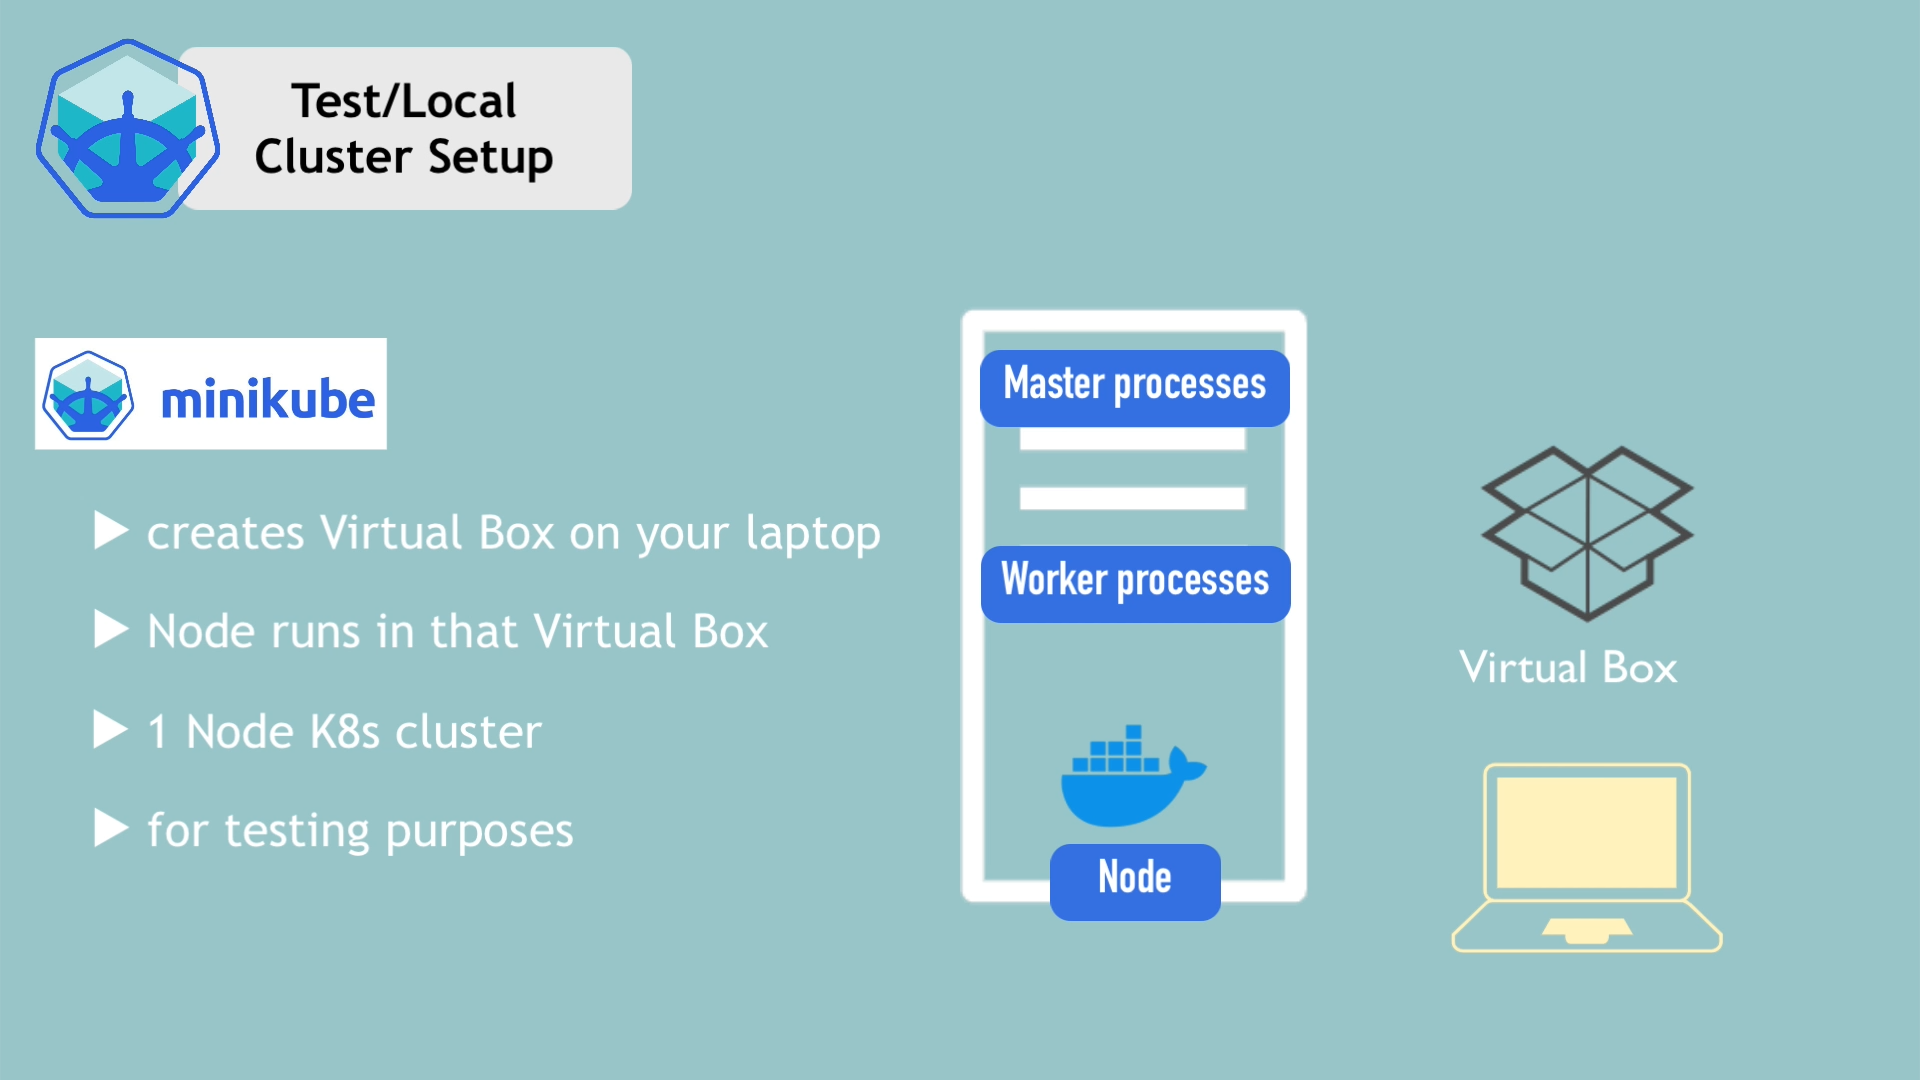 Test/Local
Cluster Setup
minikube
creates Virtual Box on your laptop
Node runs in that Virtual Box
1 Node K8s cluster
for testing purposes
Master processes
Worker processes
Node
Virtual Box